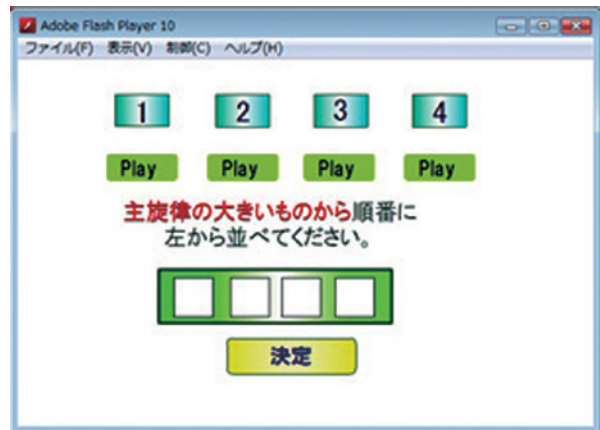 Adobe Flash Player 10
ファイル(F) 表示(V) 制御(C) ヘルプ(H)
1 2 3 4
Play Play Play Play
主旋律の大きいものから順番に
左から並べてください。
決定